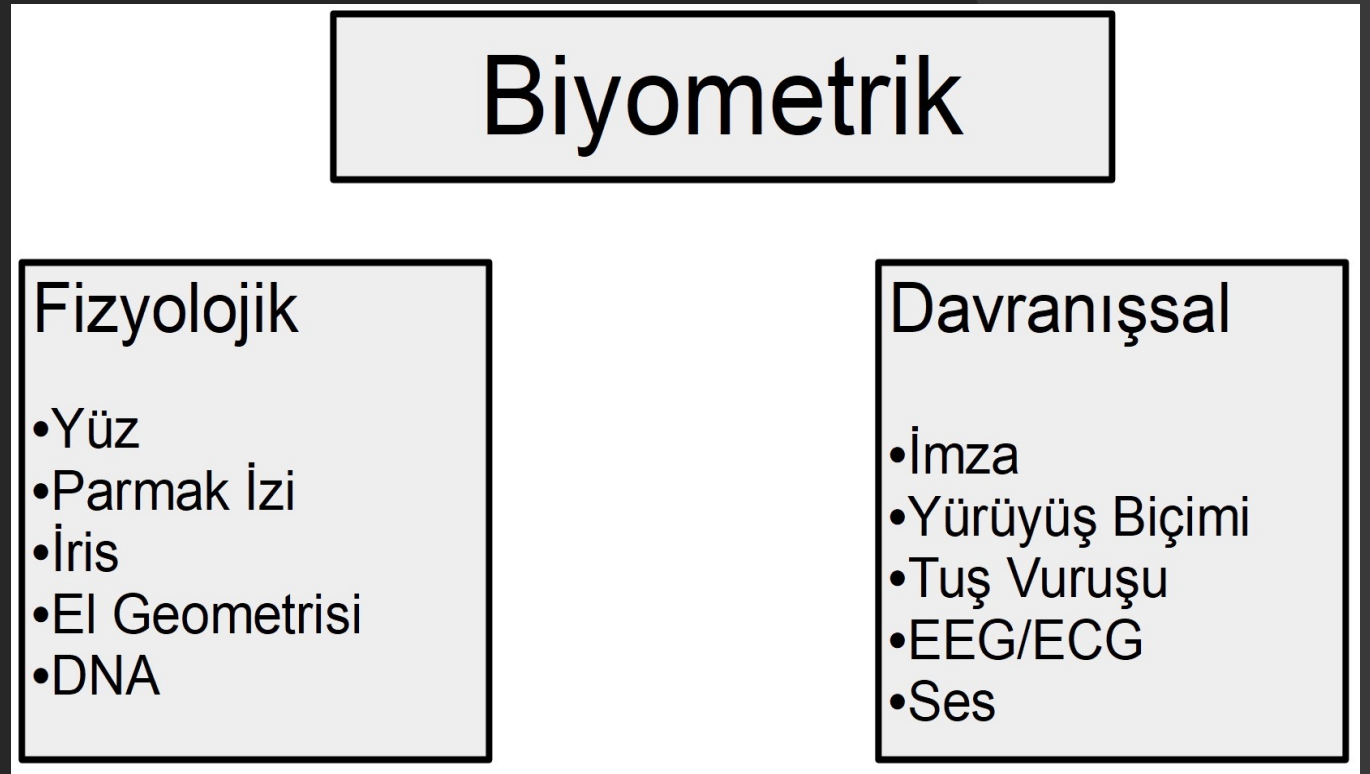 Biyometrik
Fizyolojik
•Yüz
•Parmak İzi
•İris
•El Geometrisi
•DNA
Davranışsal
•İmza
•Yürüyüş Biçimi
•Tuş Vuruşu
•EEG/ECG
•Ses